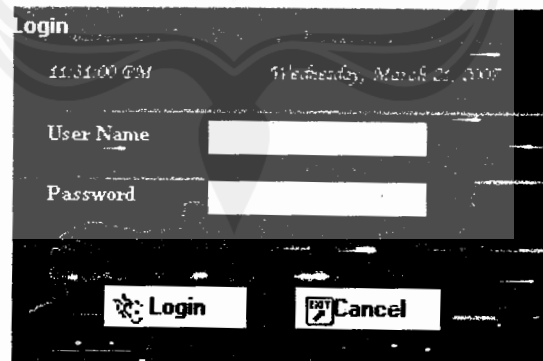 Login
11:31:00 PM Wednesday, March 21, 2007
User Name
Password
Login EXIT Cancel